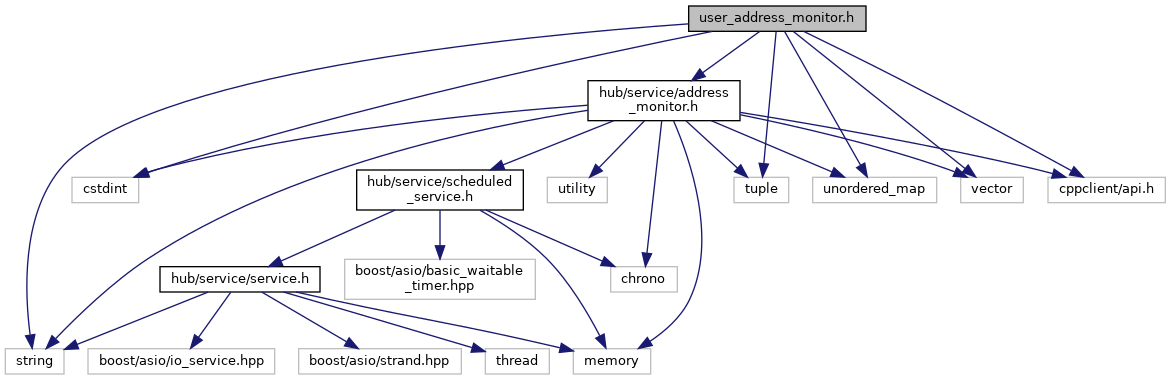 user_address_monitor.h
hub/service/address
_monitor.h
cstdint
hub/service/scheduled
_service.h
utility
tuple
unordered_map
vector
cppclient/api.h
hub/service/service.h
boost/asio/basic_waitable
_timer.hpp
chrono
string
boost/asio/io_service.hpp
boost/asio/strand.hpp
thread
memory